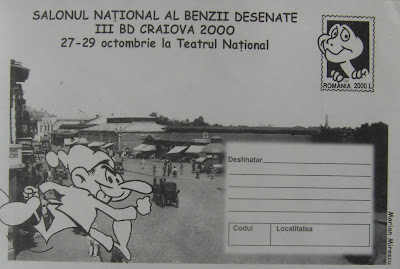 SALONUL NAȚIONAL AL BENZII DESENATE
III BD CRAIOVA 2000
27-29 octombrie la Teatrul Național
ROMANIA 2000 L
Destinatar
Codul
Localitatea
Marian Mirescu